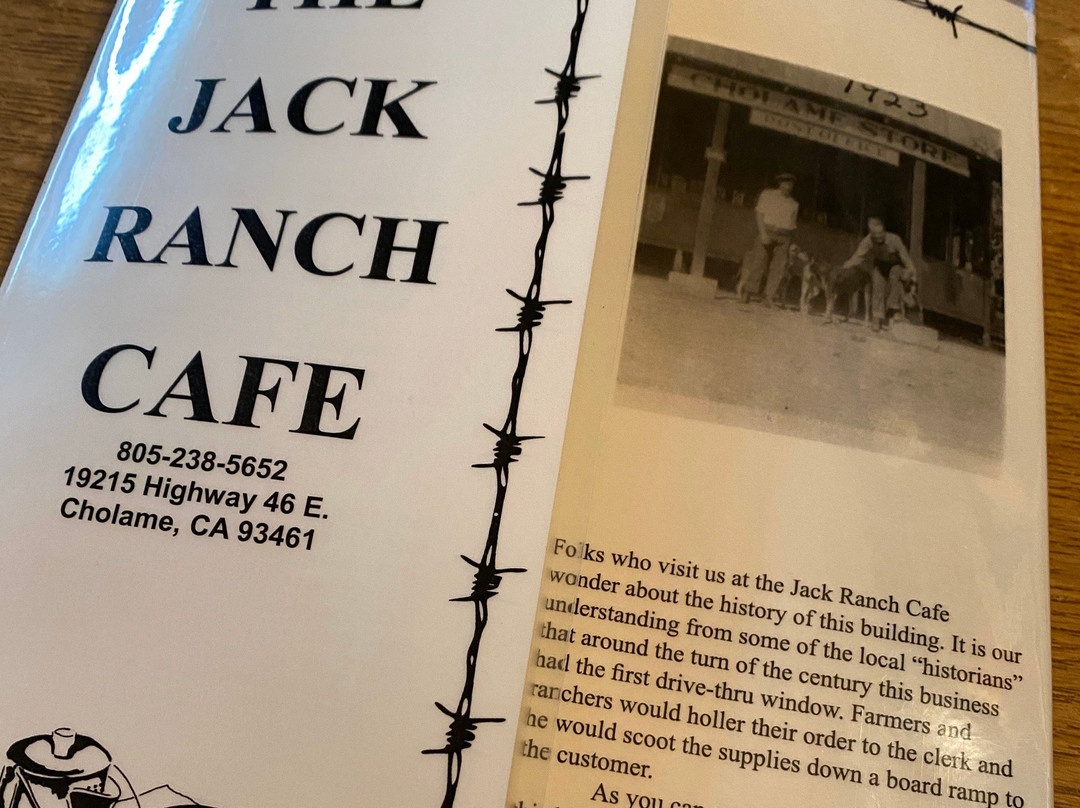 THE
JACK
RANCH
CAFE
805-238-5652
19215 Highway 46 E.
Cholame, CA 93461
1923
CHOLAME STORE
POST OFFICE
Folks who visit us at the Jack Ranch Cafe
wonder about the history of this building. It is our
understanding from some of the local “historians”
that around the turn of the century this business
had the first drive-thru window. Farmers and
ranchers would holler their order to the clerk and
he would scoot the supplies down a board ramp to
the customer.
As you can